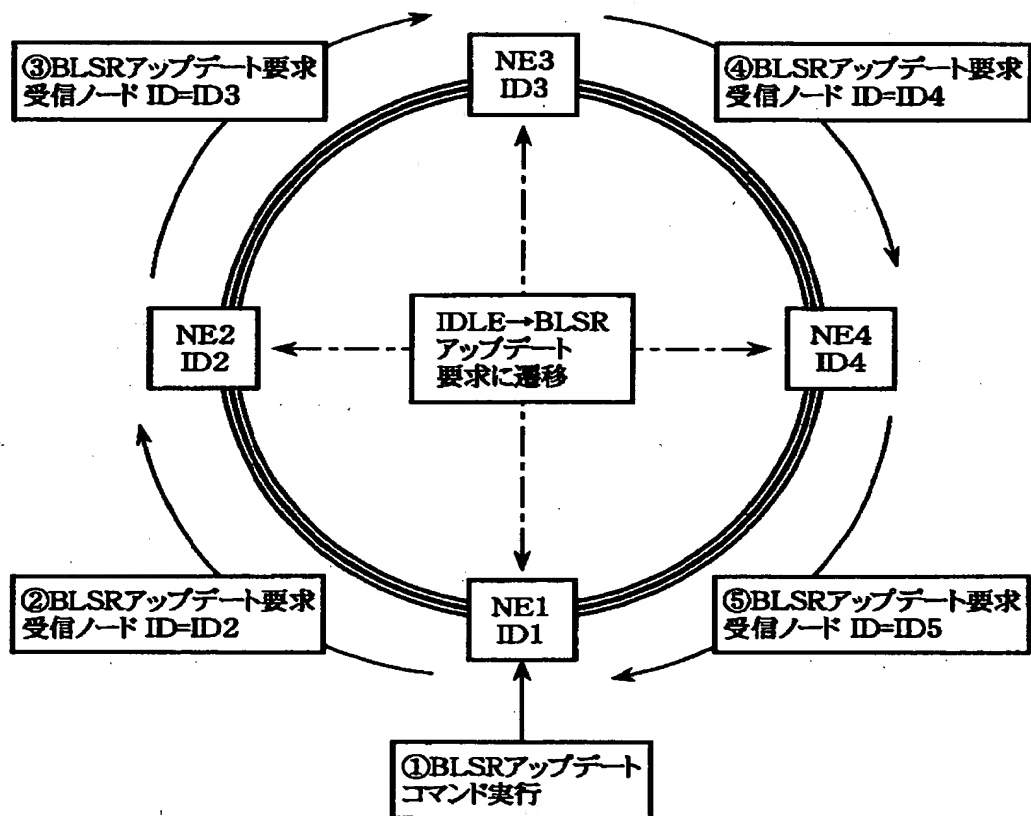 ③BLSRアップデート要求
受信ノード ID=ID3
NE3
ID3
④BLSRアップデート要求
受信ノード ID=ID4
NE2
ID2
IDLE→BLSR
アップデート
要求に遷移
NE4
ID4
②BLSRアップデート要求
受信ノード ID=ID2
NE1
ID1
⑤BLSRアップデート要求
受信ノード ID=ID5
①BLSRアップデート
コマンド実行